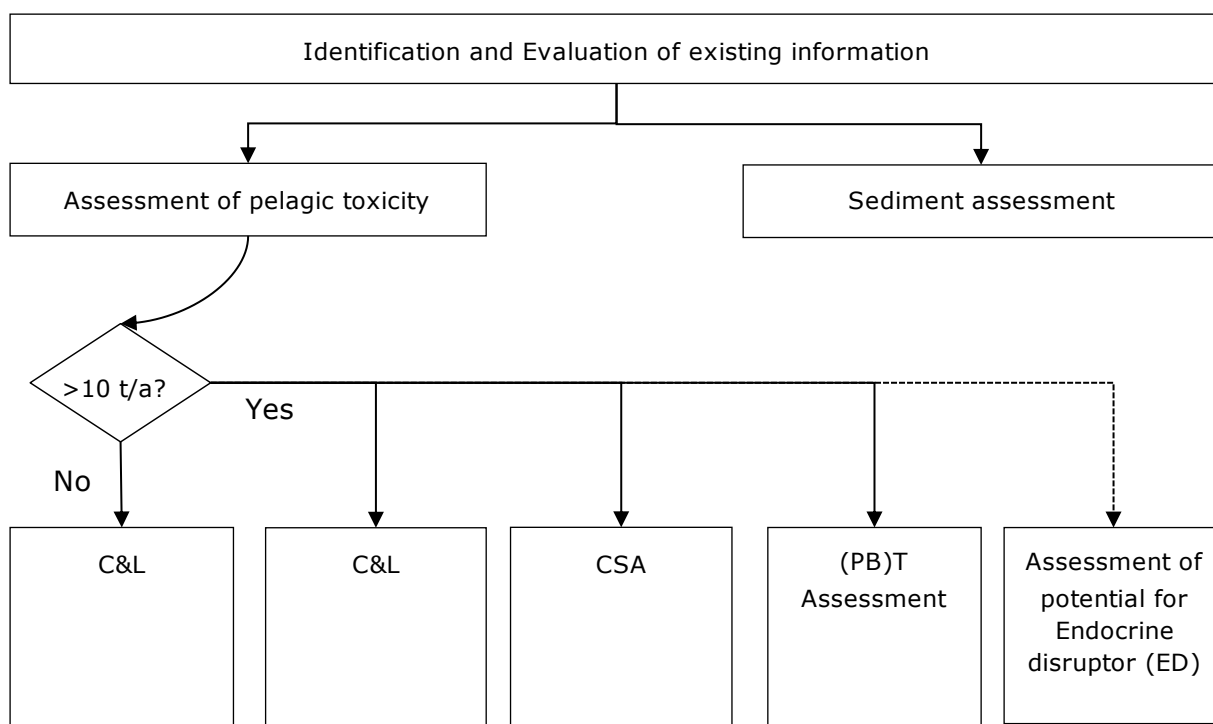 Identification and Evaluation of existing information
Assessment of pelagic toxicity
Sediment assessment
>10 t/a?
Yes
No
C&L
C&L
CSA
(PB)T
Assessment
Assessment of
potential for
Endocrine
disruptor (ED)